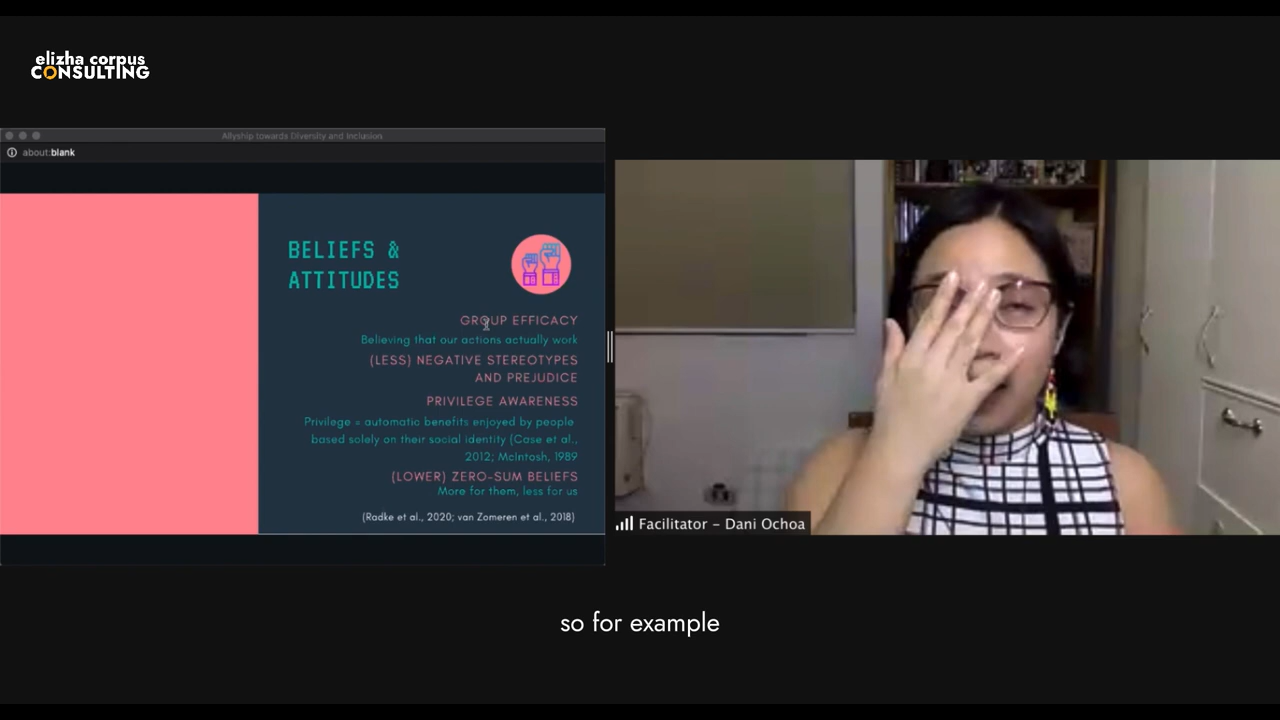 elizha corpus
CONSULTING
Allyship towards Diversity and Inclusion
about:blank
BELIEFS &
ATTITUDES
GROUP EFFICACY
Believing that our actions actually work
(LESS) NEGATIVE STEREOTYPES
AND PREJUDICE
PRIVILEGE AWARENESS
Privilege = automatic benefits enjoyed by people
based solely on their social identity (Case et al.,
2012; McIntosh, 1989
(LOWER) ZERO-SUM BELIEFS
More for them, less for us
(Radke et al., 2020; van Zomeren et al., 2018)
Facilitator - Dani Ochoa
so for example